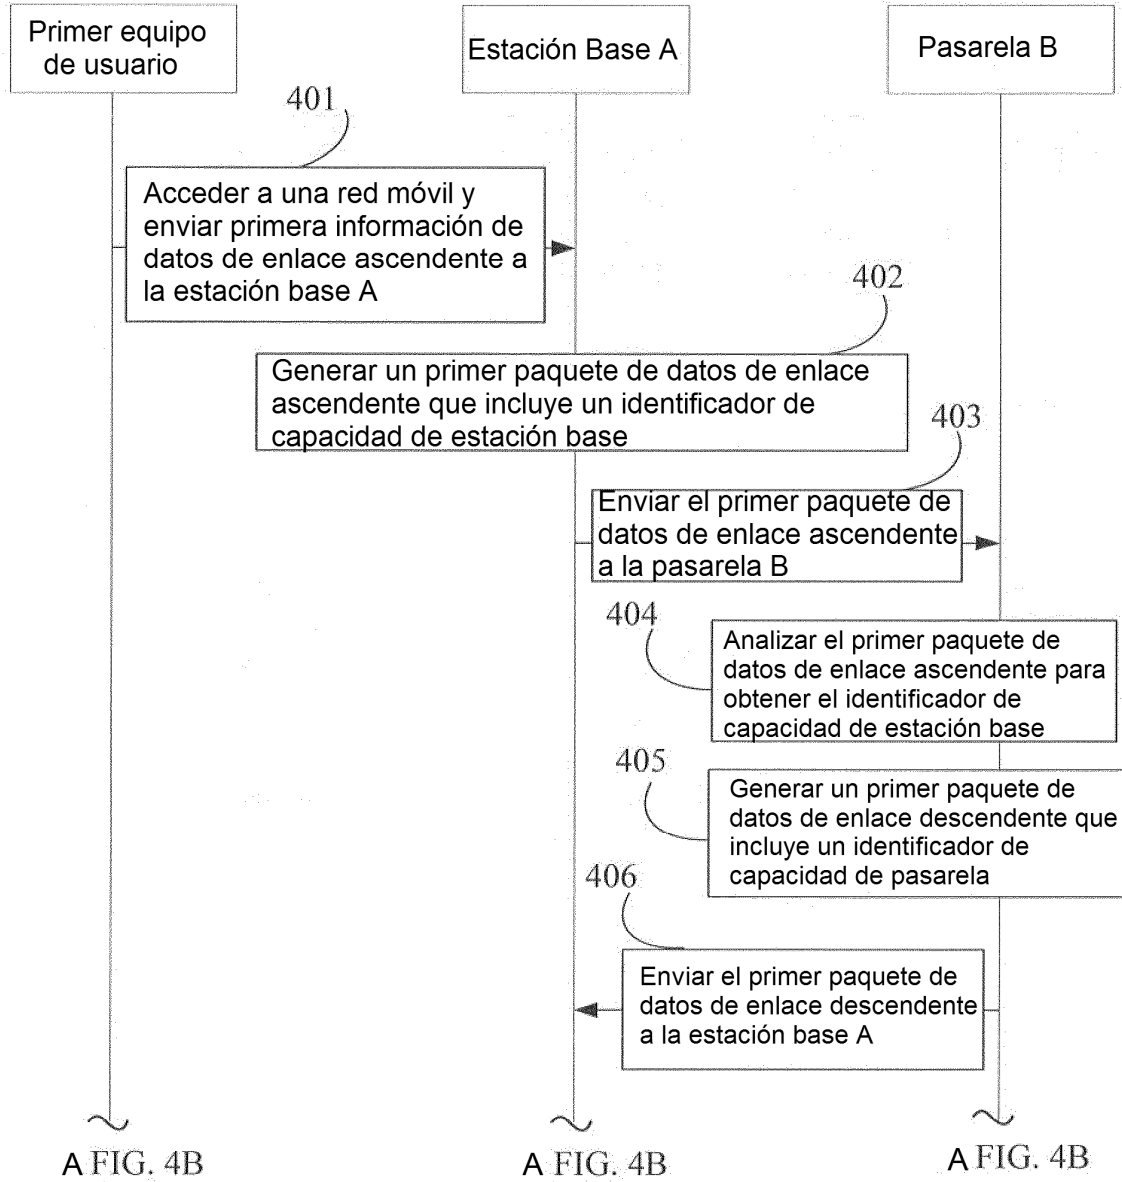 Primer equipo
de usuario
Estación Base A
Pasarela B
401
Acceder a una red móvil y
enviar primera información de
datos de enlace ascendente a
la estación base A
402
Generar un primer paquete de datos de enlace
ascendente que incluye un identificador de
capacidad de estación base
403
Enviar el primer paquete de
datos de enlace ascendente
a la pasarela B
404
Analizar el primer paquete de
datos de enlace ascendente para
obtener el identificador de
capacidad de estación base
405
Generar un primer paquete de
datos de enlace descendente que
incluye un identificador de
capacidad de pasarela
406
Enviar el primer paquete de
datos de enlace descendente
a la estación base A
A FIG. 4B
A FIG. 4B
A FIG. 4B